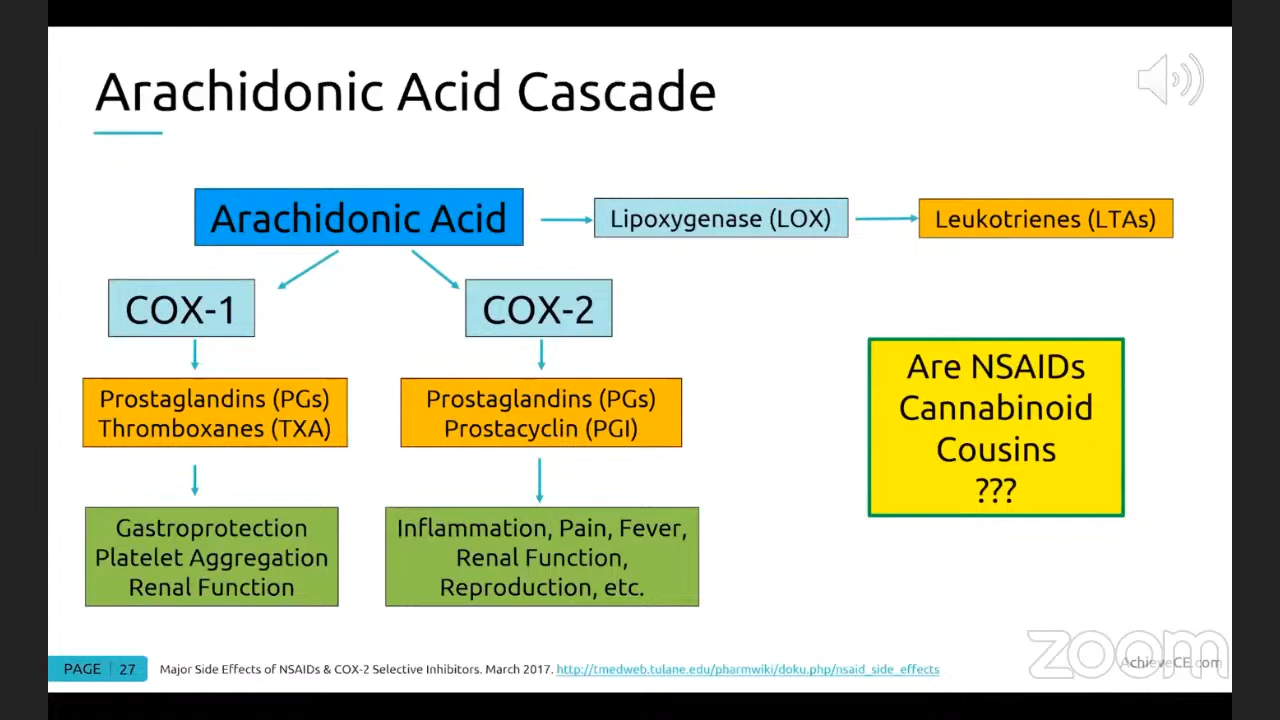 Arachidonic Acid Cascade
Arachidonic Acid
Lipoxygenase (LOX)
Leukotrienes (LTAs)
COX-1
COX-2
Prostaglandins (PGs)
Thromboxanes (TXA)
Prostaglandins (PGs)
Prostacyclin (PGI)
Are NSAIDs
Cannabinoid
Cousins
???
Gastroprotection
Platelet Aggregation
Renal Function
Inflammation, Pain, Fever,
Renal Function,
Reproduction, etc.
PAGE 27
Major Side Effects of NSAIDs & COX-2 Selective Inhibitors. March 2017. http://tmedweb.tulane.edu/pharmwiki/doku.php/nsaid_side_effects
AchieveCE.com
zoom